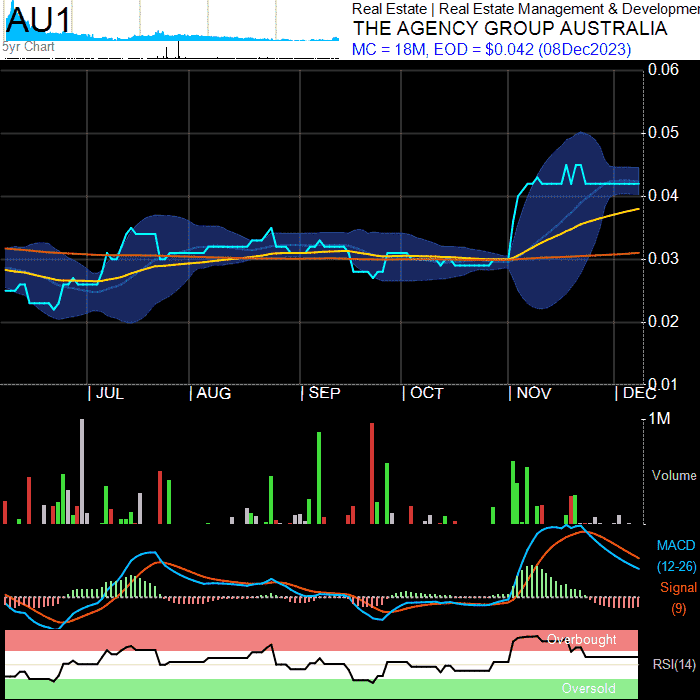 AU1
5yr Chart
Real Estate | Real Estate Management & Developmen
THE AGENCY GROUP AUSTRALIA
MC = 18M, EOD = $0.042 (08Dec2023)
0.06
0.05
0.04
0.03
0.02
0.01
| JUL | AUG | SEP | OCT | NOV | DEC
1M
Volume
MACD
(12-26)
Signal
(9)
Overbought
RSI(14)
Oversold